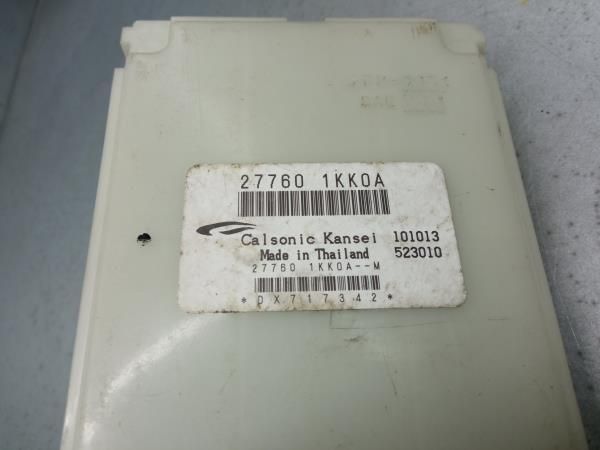 27760 1KK0A
Calsonic Kansei 101013
Made in Thailand 523010
27760 1KK0A--M
*DX717342*